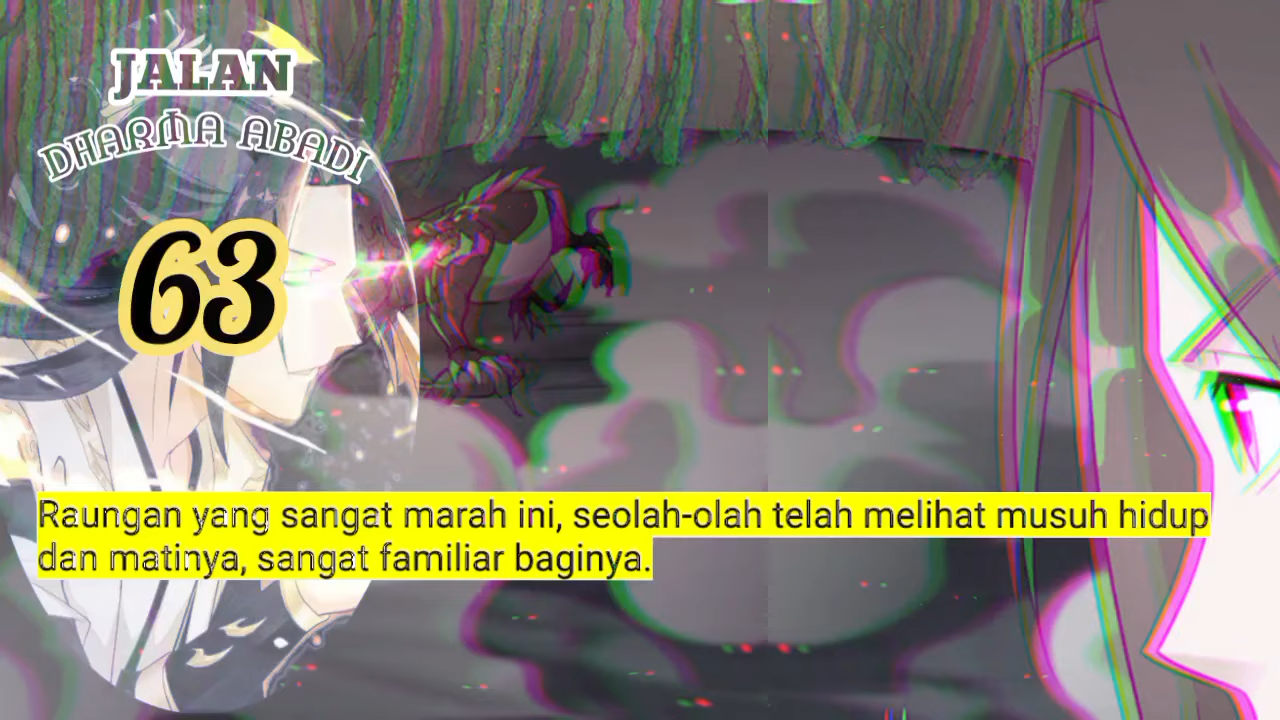 JALAN
DHARMA ABADI
63
Raungan yang sangat marah ini, seolah-olah telah melihat musuh hidup
dan matinya, sangat familiar baginya.